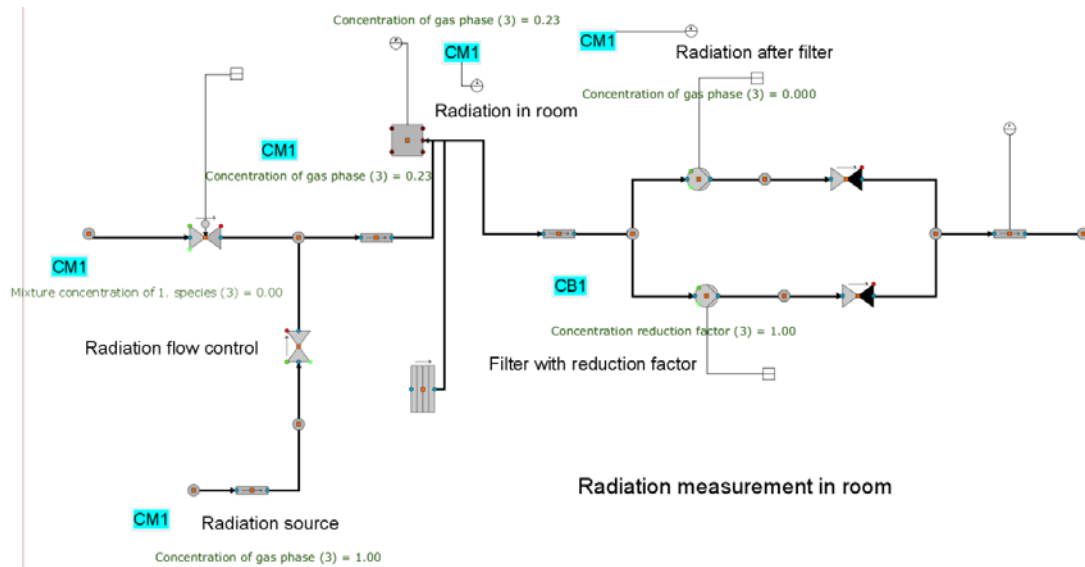 Concentration of gas phase (3) = 0.23
CM1
CM1
Radiation after filter
Concentration of gas phase (3) = 0.000
Radiation in room
CM1
Concentration of gas phase (3) = 0.23
CM1
Mixture concentration of 1. species (3) = 0.00
CB1
Concentration reduction factor (3) = 1.00
Radiation flow control
Filter with reduction factor
Radiation measurement in room
CM1
Radiation source
Concentration of gas phase (3) = 1.00